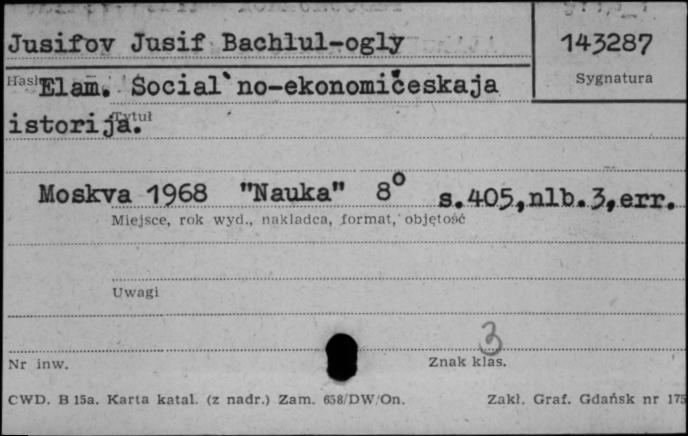 Jusifov Jusif Bachlul-ogly
143287
Hasło
Sygnatura
Elam. Social`no-ekonomičeskaja
istorija.
Tytuł
Moskva 1968 "Nauka" 8° s.405,nlb.3,err.
Miejsce, rok wyd., nakładca, format, objętość
Uwagi
3
Nr inw.
Znak klas.
CWD. B 15a. Karta katal. (z nadr.) Zam. 658/DW/On.
Zakł. Graf. Gdańsk nr 175